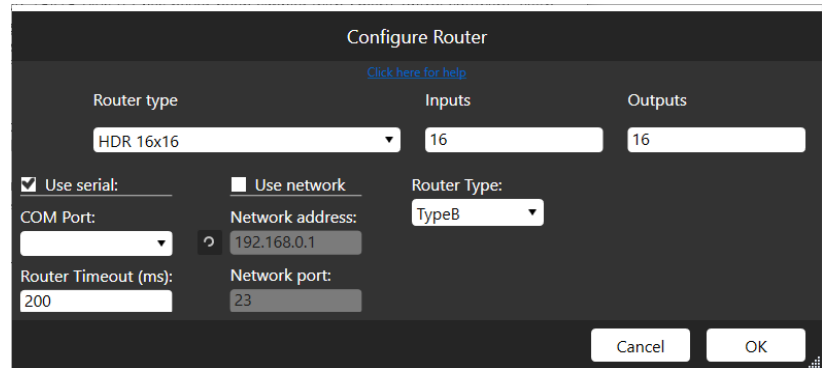 Configure Router
Click here for help
Router type Inputs Outputs
HDR 16x16 16 16
Use serial: Use network Router Type:
COM Port: Network address: TypeB
192.168.0.1
Router Timeout (ms): Network port:
200 23
Cancel OK